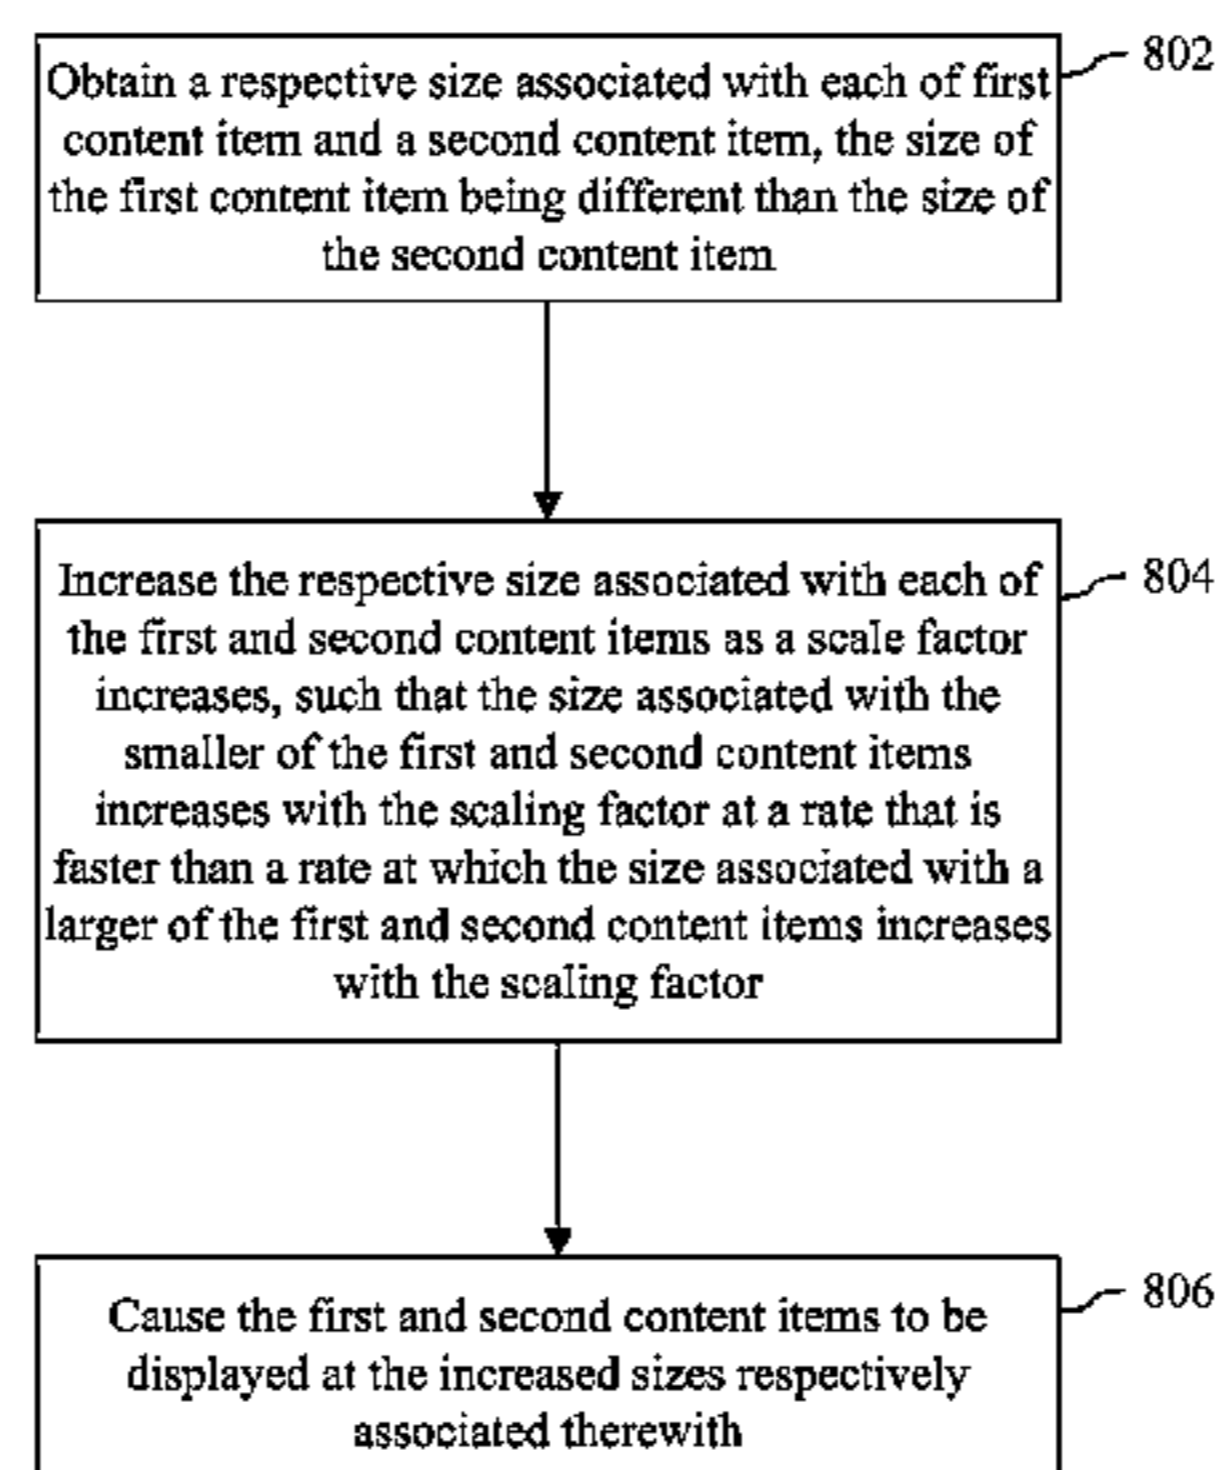 802
Obtain a respective size associated with each of first
content item and a second content item, the size of
the first content item being different than the size of
the second content item
804
Increase the respective size associated with each of
the first and second content items as a scale factor
increases, such that the size associated with the
smaller of the first and second content items
increases with the scaling factor at a rate that is
faster than a rate at which the size associated with a
larger of the first and second content items increases
with the scaling factor
806
Cause the first and second content items to be
displayed at the increased sizes respectively
associated therewith